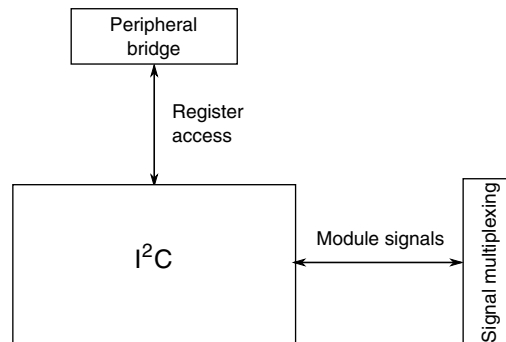 Peripheral
bridge
Register
access
I²C
Module signals
Signal multiplexing